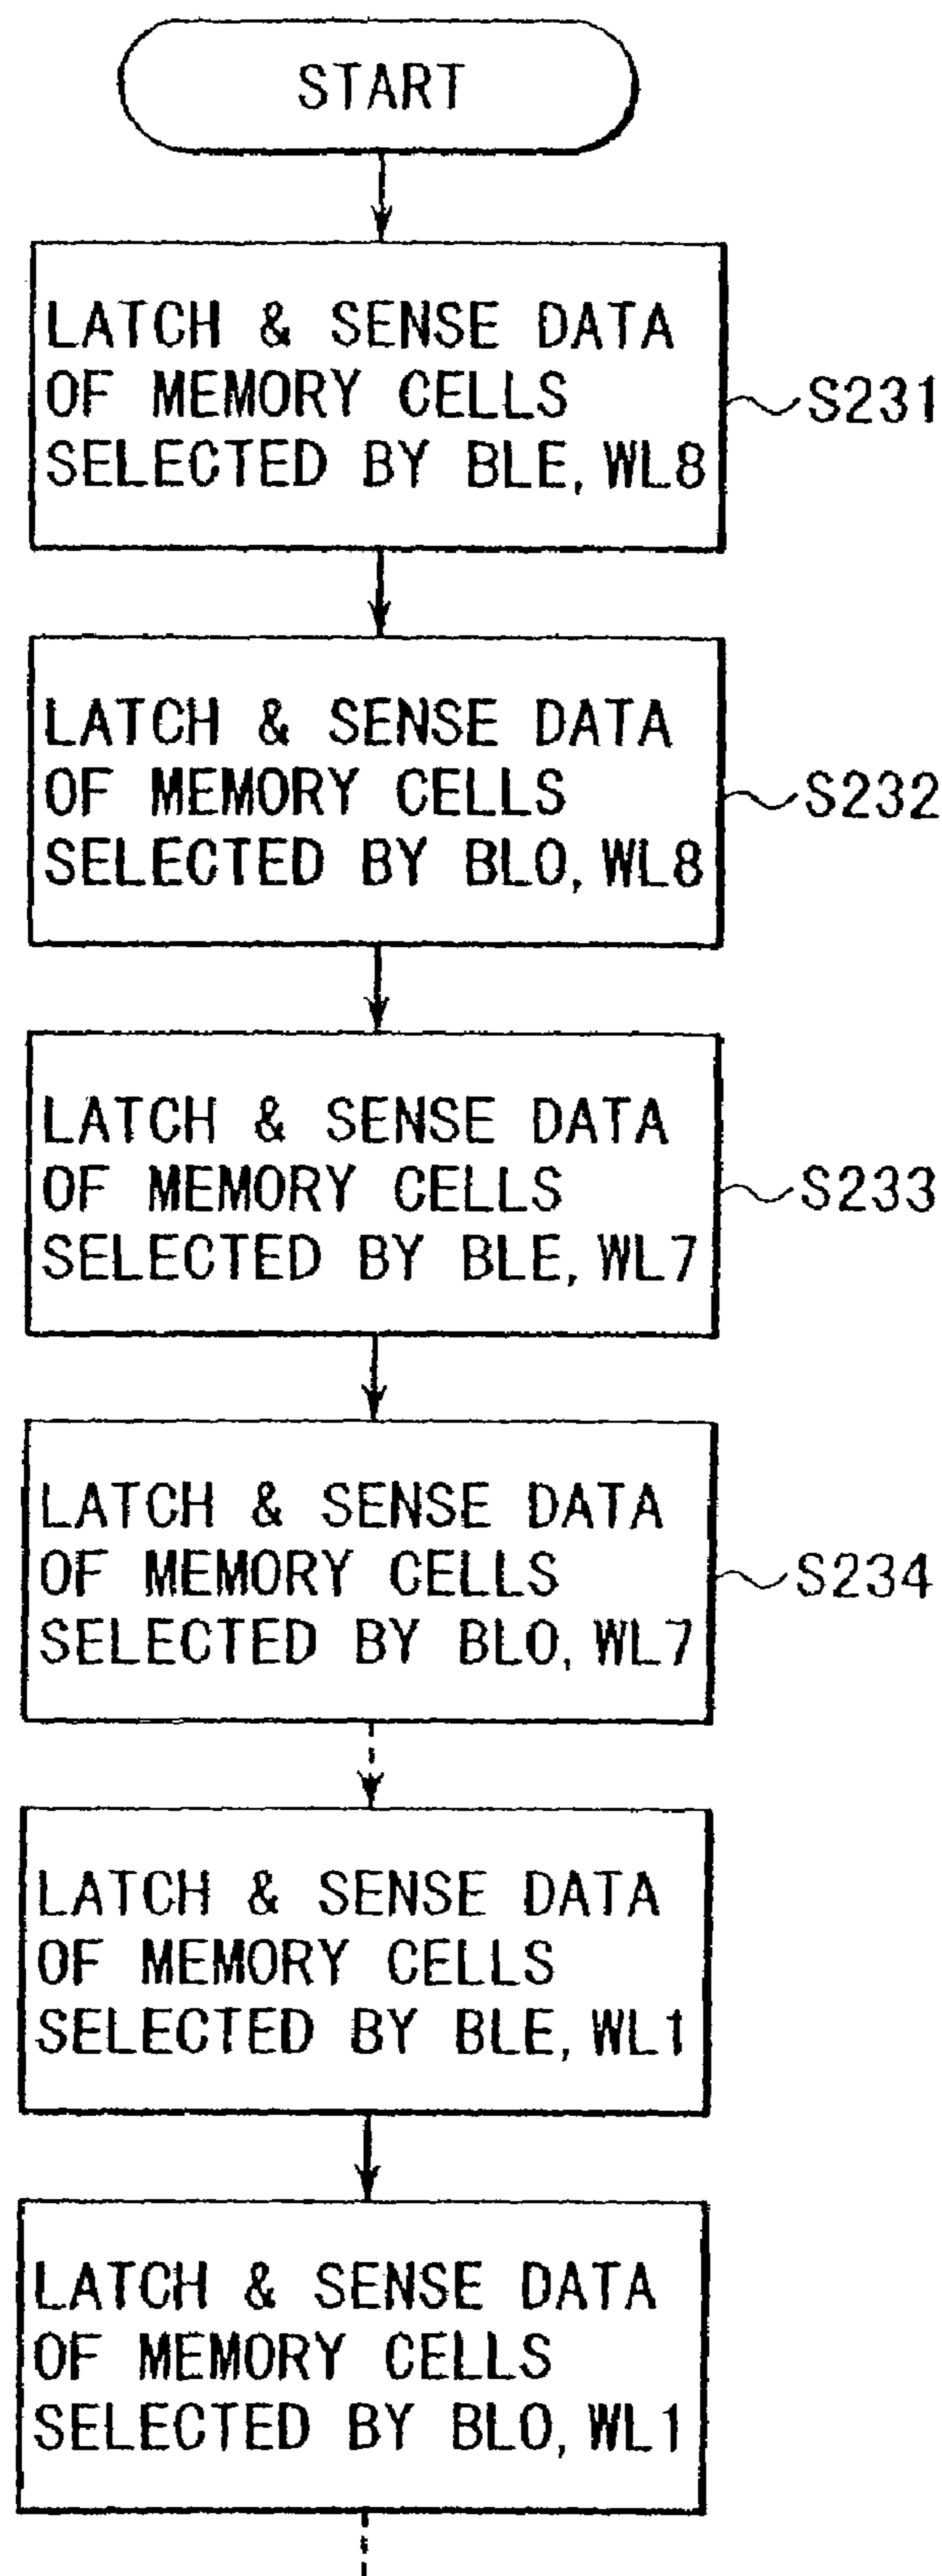 START
LATCH & SENSE DATA
OF MEMORY CELLS
SELECTED BY BLE, WL8
S231
LATCH & SENSE DATA
OF MEMORY CELLS
SELECTED BY BLO, WL8
S232
LATCH & SENSE DATA
OF MEMORY CELLS
SELECTED BY BLE, WL7
S233
LATCH & SENSE DATA
OF MEMORY CELLS
SELECTED BY BLO, WL7
S234
LATCH & SENSE DATA
OF MEMORY CELLS
SELECTED BY BLE, WL1
LATCH & SENSE DATA
OF MEMORY CELLS
SELECTED BY BLO, WL1